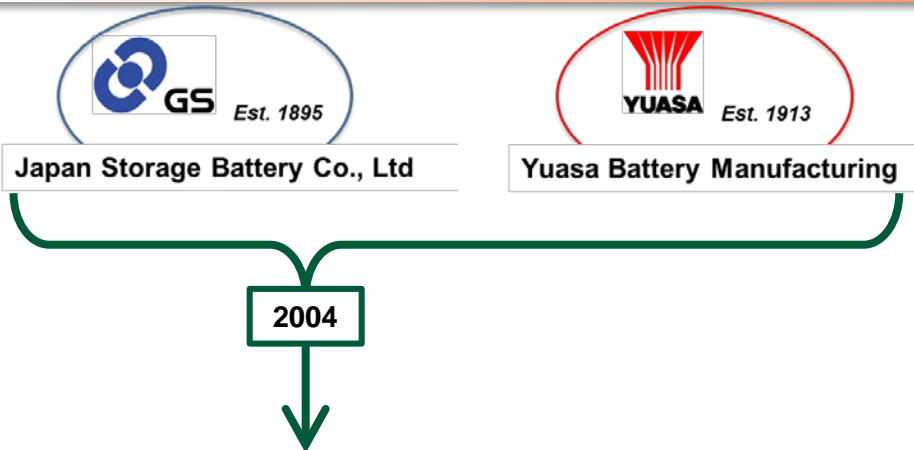 GS
Est. 1895
YUASA
Est. 1913
Japan Storage Battery Co., Ltd
Yuasa Battery Manufacturing
2004